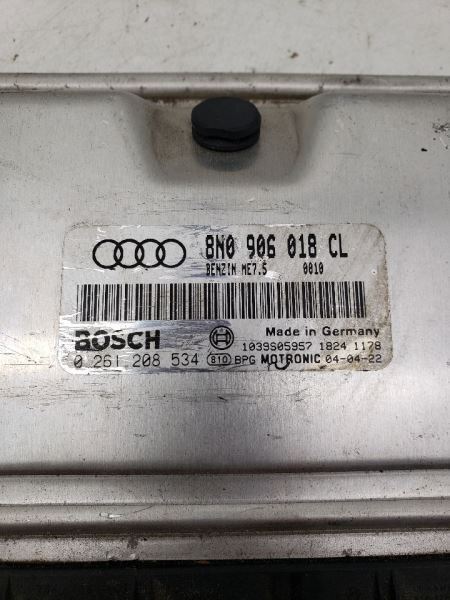 8N0 906 018 CL
BENZIN ME7.5 0010
BOSCH
Made in Germany
1039S05957 1824 1178
0 261 208 534 810 BPG MOTRONIC 04-04-22